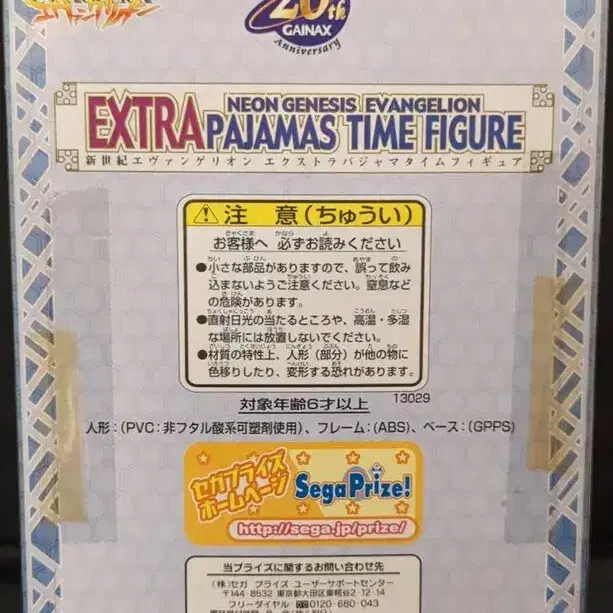 エヴァンゲリオン
20th
GAINAX
Anniversary
NEON GENESIS EVANGELION
EXTRA PAJAMAS TIME FIGURE
新世紀エヴァンゲリオン エクストラパジャマタイムフィギュア
注 意(ちゅうい)
お客様へ 必ずお読みください
●小さな部品がありますので、誤って飲み
込まないようご注意ください。窒息など
の危険があります。
●直射日光の当たるところや、高温・多湿
な場所には放置しないでください。
●材質の特性上、人形(部分)が他の物に
色移りしたり、変形する恐れがあります。
13029
対象年齢6才以上
人形:(PVC:非フタル酸系可塑剤使用)、フレーム:(ABS)、ベース:(GPPS)
セガプライズ
ホームページ
SegaPrize!
http://sega.jp/prize/
当プライズに関するお問い合わせ先
(株)セガ プライズ ユーザーサポートセンター
〒144-8532 東京都大田区東糀谷2-12-14
フリーダイヤル 0120-680-043